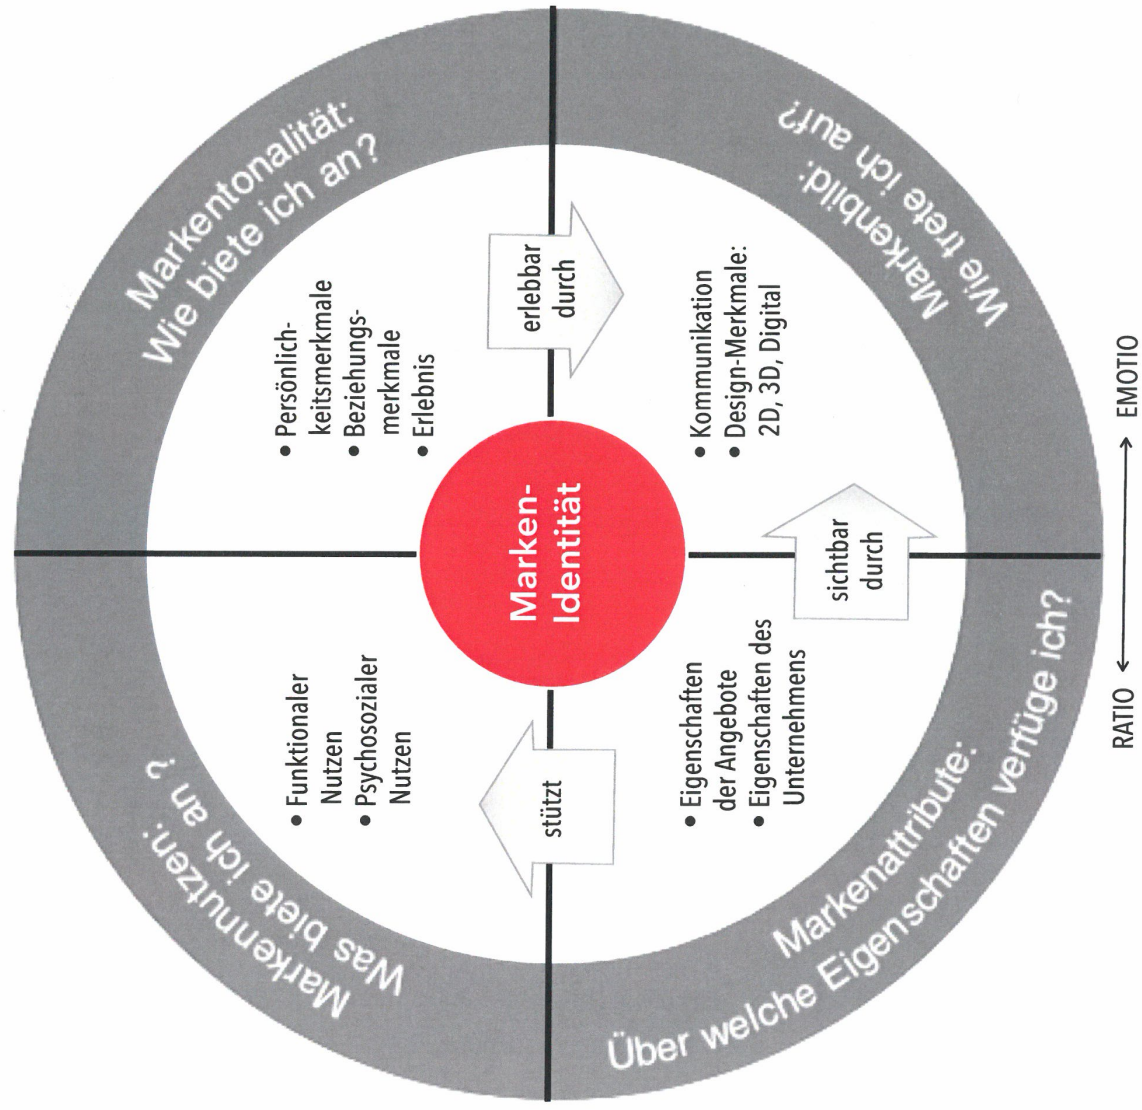 Markennutzen:
Was biete ich an ?
Markentonalität:
Wie biete ich an?
• Funktionaler
Nutzen
• Psychosozialer
Nutzen
• Persönlich-
keitsmerkmale
• Beziehungs-
merkmale
• Erlebnis
stützt
Marken-
Identität
erlebbar
durch
• Eigenschaften
der Angebote
• Eigenschaften des
Unternehmens
• Kommunikation
• Design-Merkmale:
2D, 3D, Digital
sichtbar
durch
Markenattribute:
Über welche Eigenschaften verfüge ich?
Markenbild:
Wie trete ich auf?
RATIO
EMOTIO